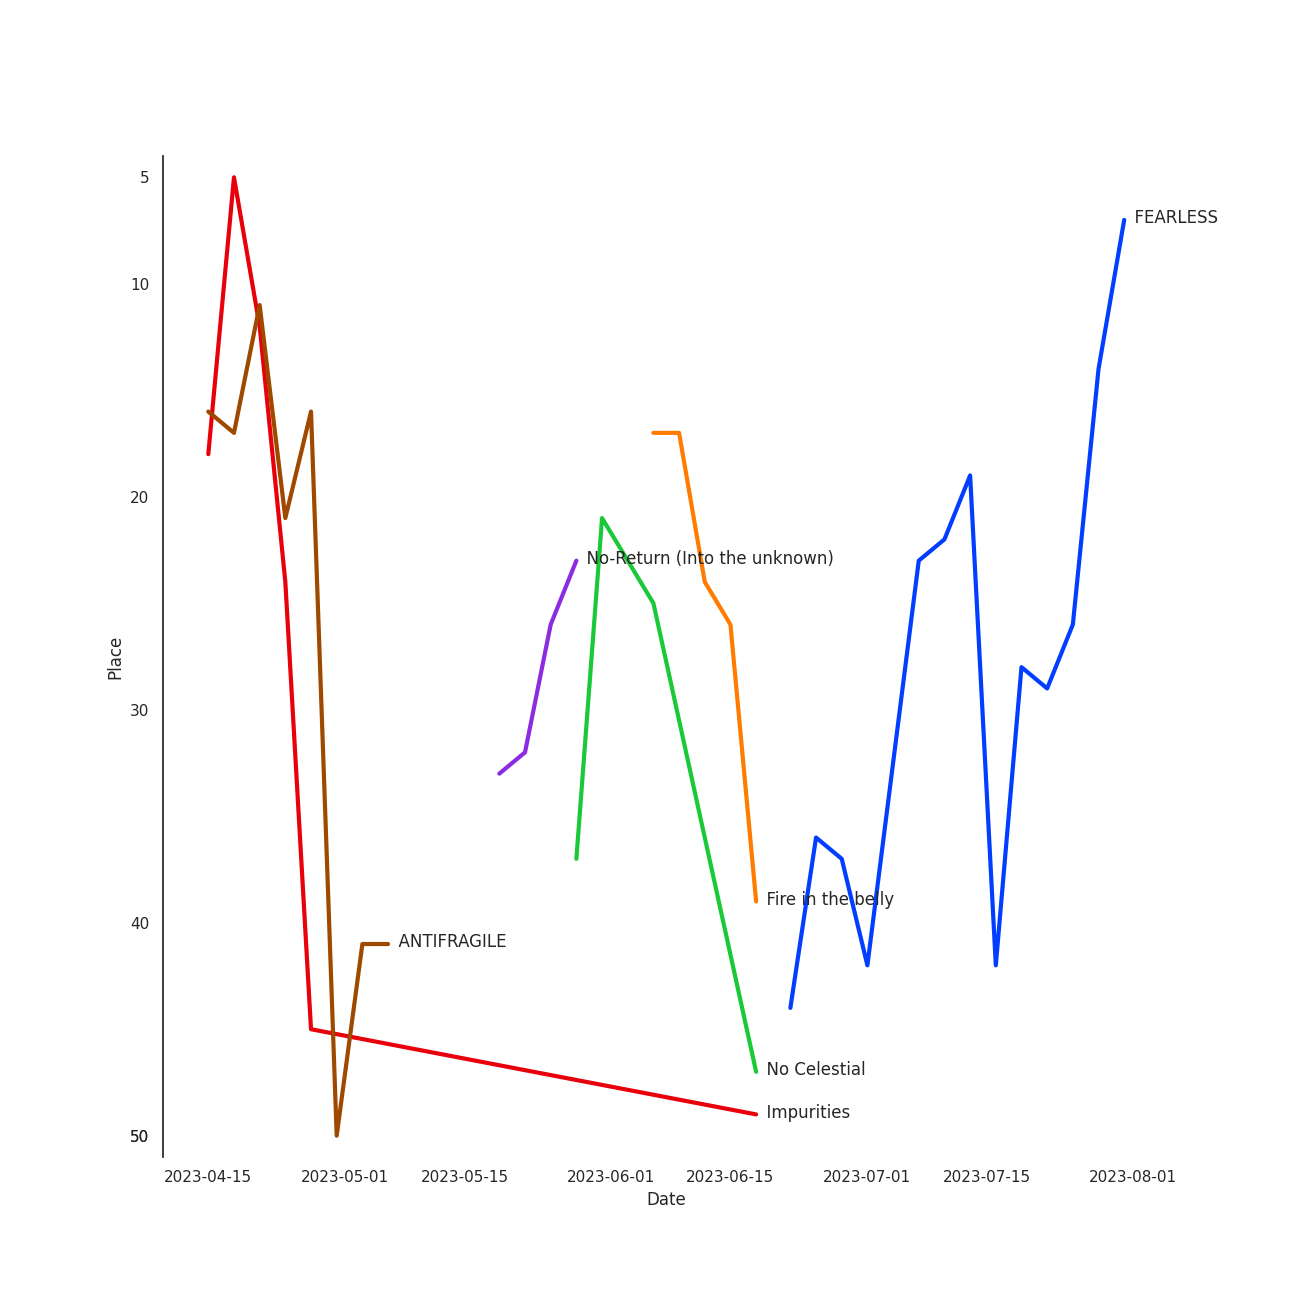 5
FEARLESS
10
20
No-Return (Into the unknown)
Place
30
Fire in the belly
40
ANTIFRAGILE
No Celestial
Impurities
50
2023-04-15 2023-05-01 2023-05-15 2023-06-01 2023-06-15 2023-07-01 2023-07-15 2023-08-01
Date